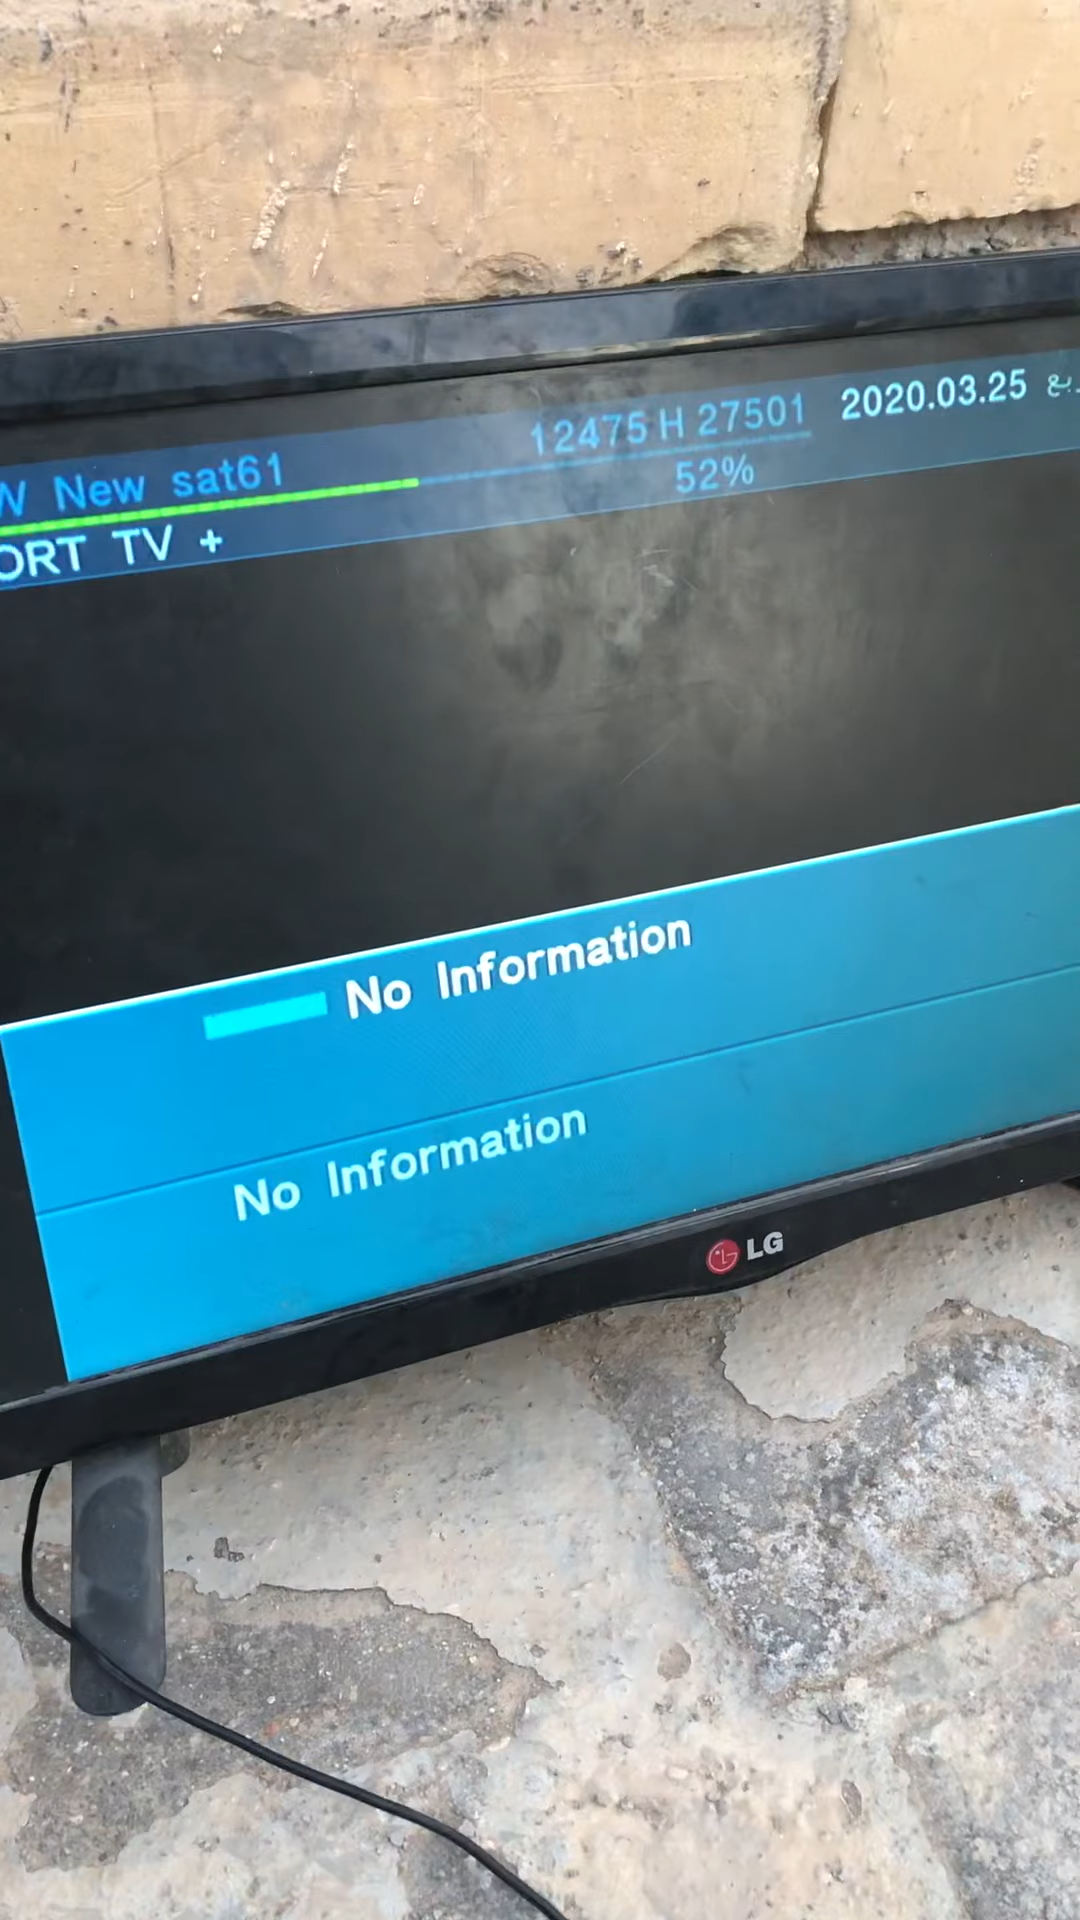 W New sat61
12475 H 27501
2020.03.25
52%
ORT TV +
No Information
No Information
LG